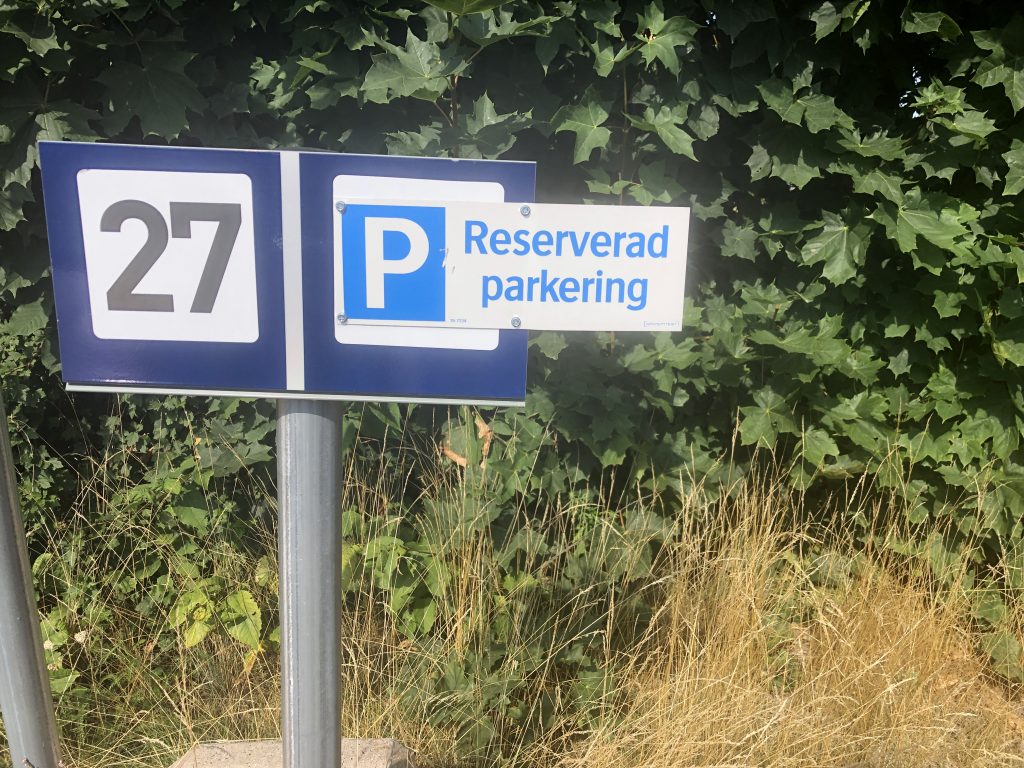 27
P
Reserverad
parkering